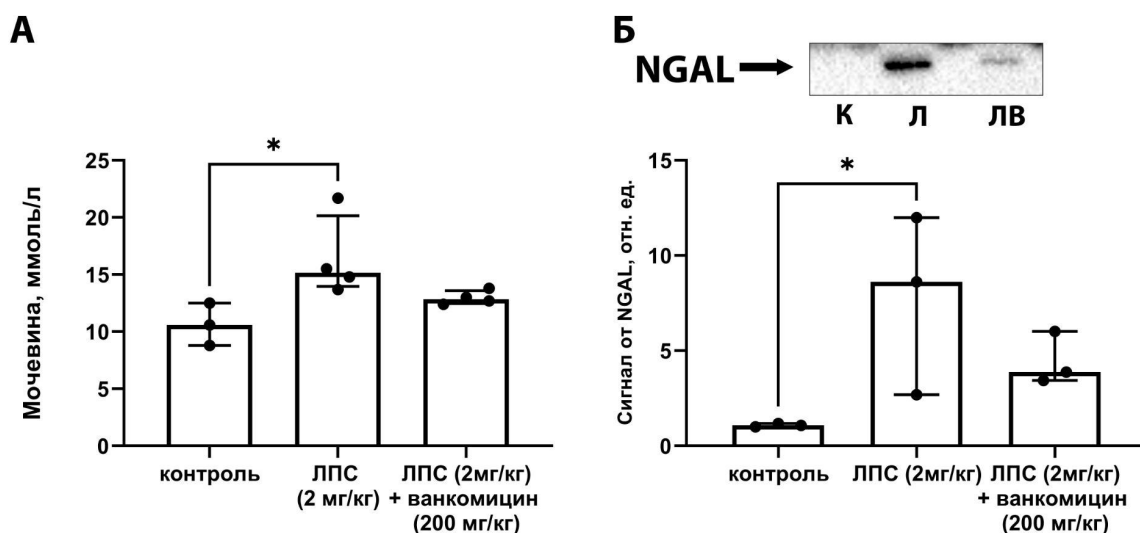 А
Мочевина, ммоль/л
25
20
15
10
5
0
*
контроль
ЛПС
(2 мг/кг)
ЛПС (2мг/кг)
+ ванкомицин
(200 мг/кг)
Б
NGAL
К Л ЛВ
Сигнал от NGAL, отн. ед.
15
10
5
0
*
контроль
ЛПС (2мг/кг)
ЛПС (2мг/кг)
+ ванкомицин
(200 мг/кг)